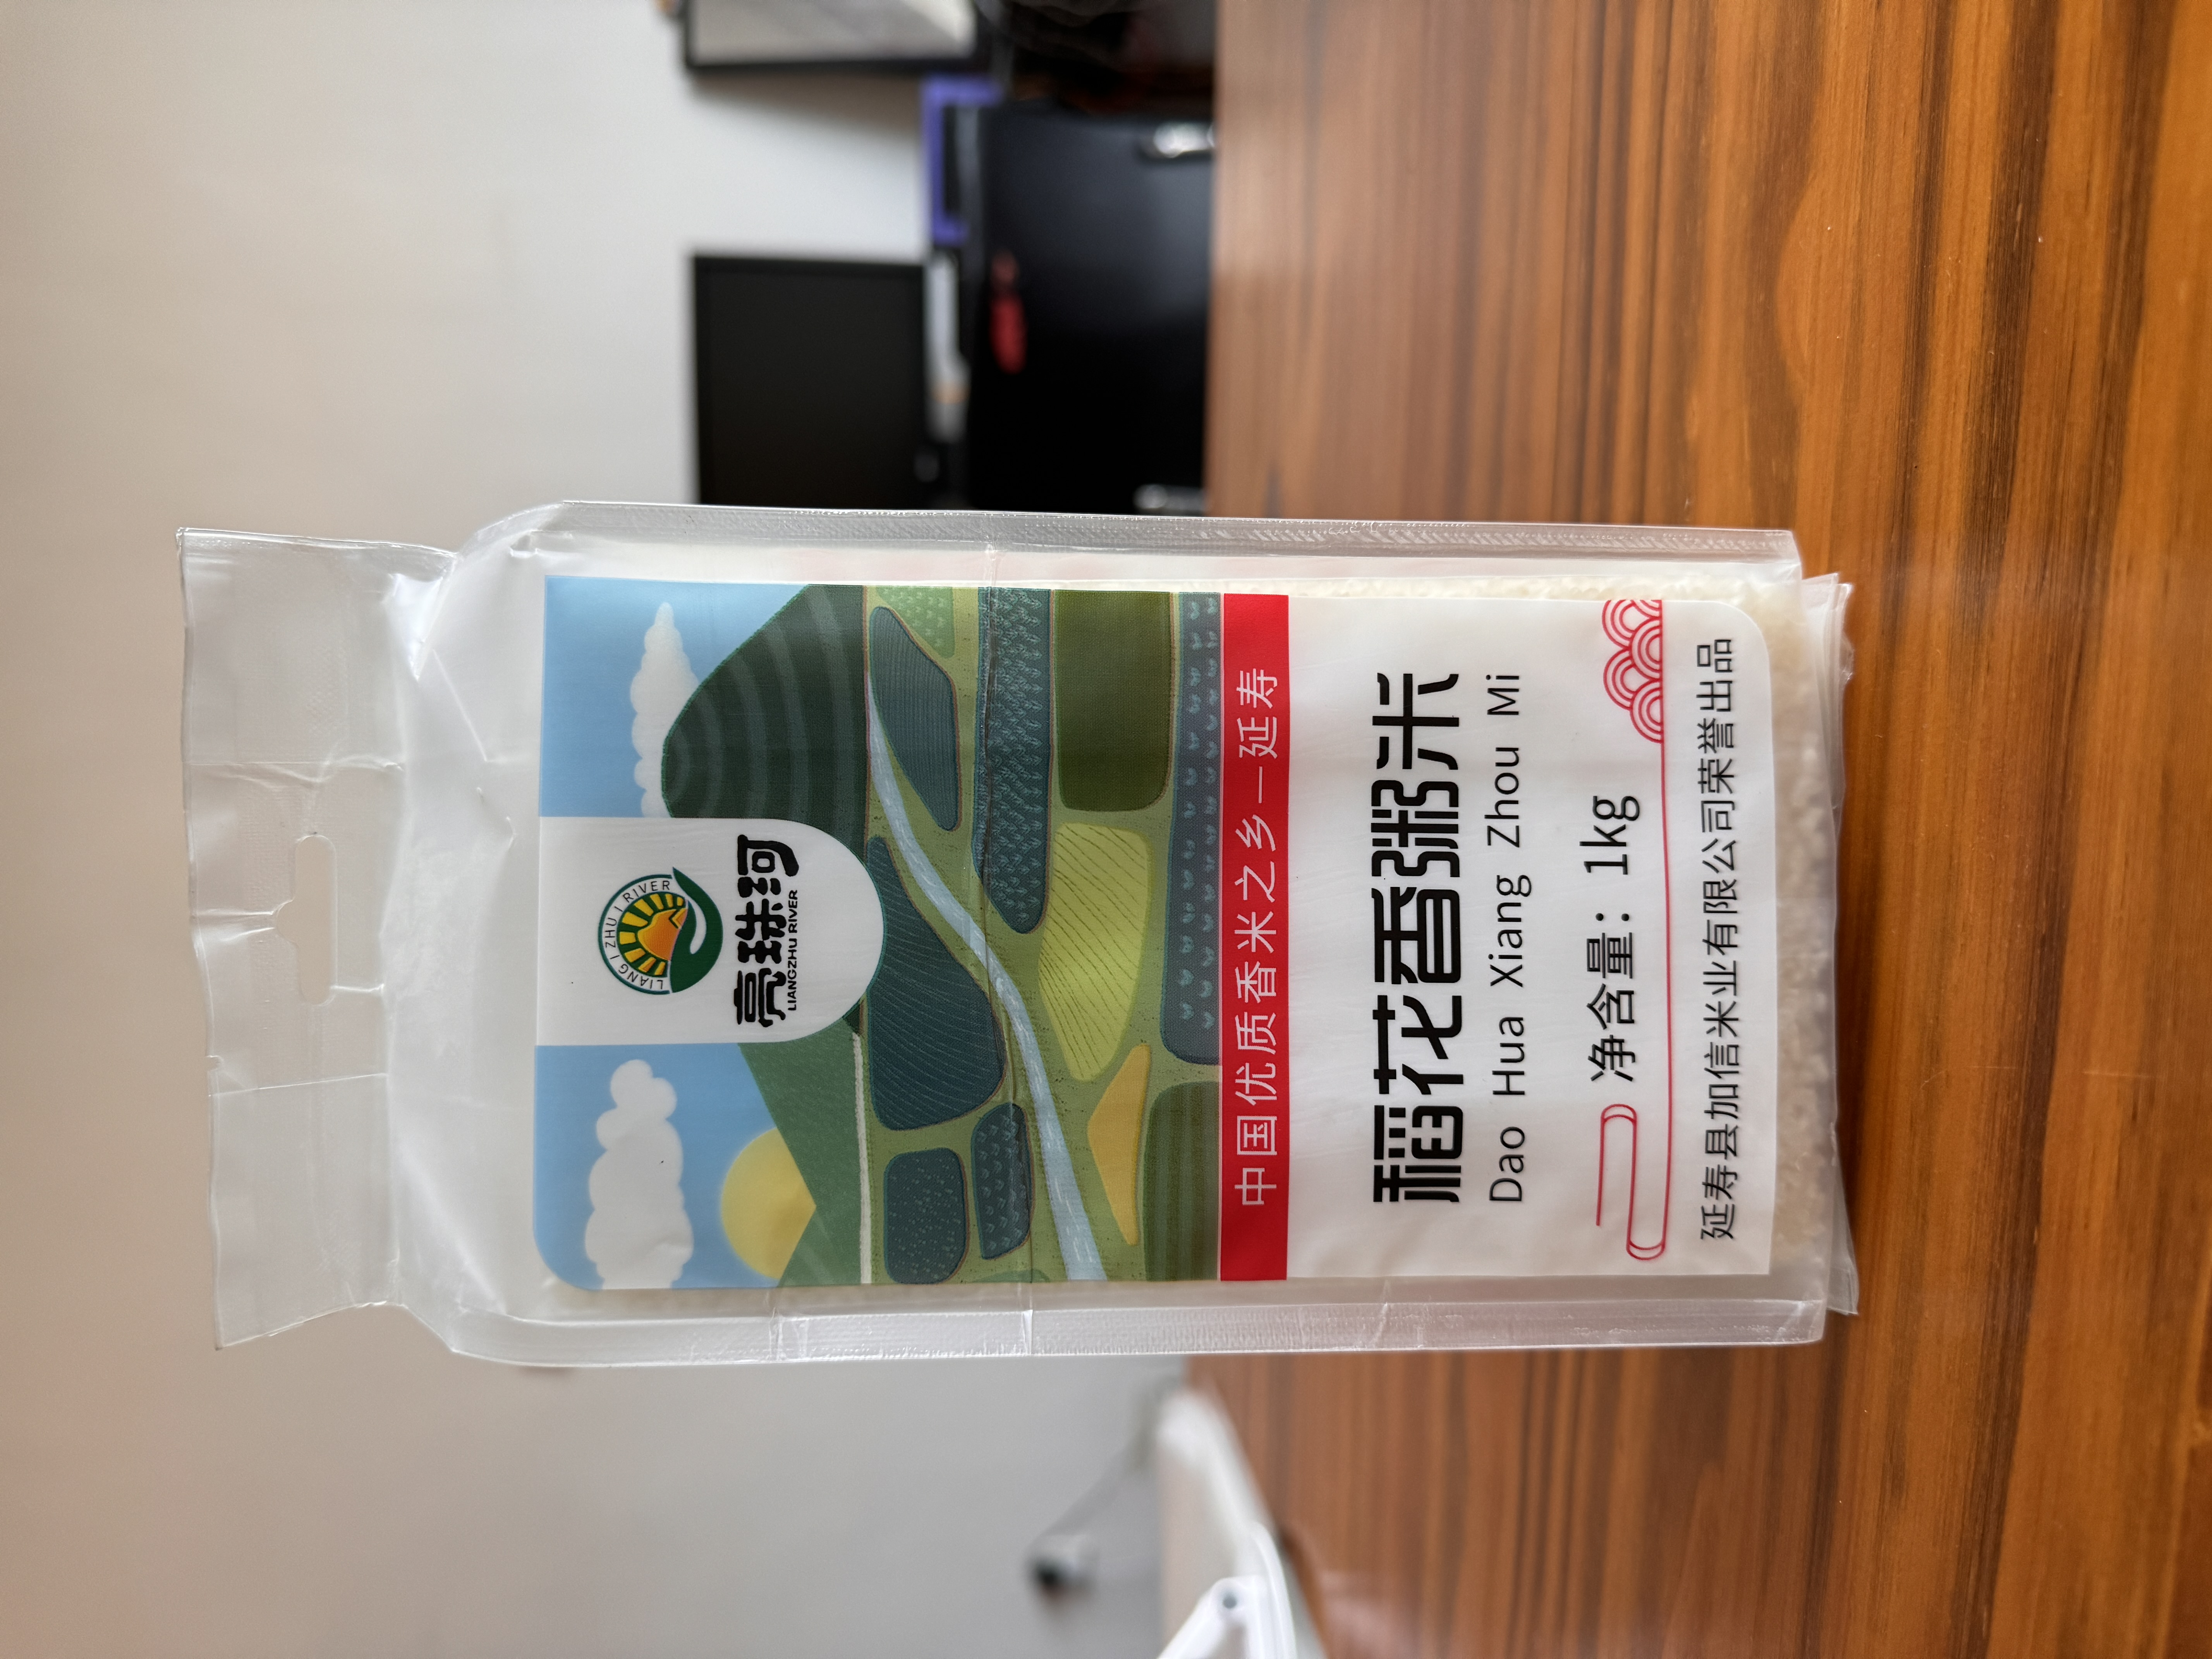 LIANG ZHU RIVER
亮珠河
LIANGZHU RIVER
中国优质香米之乡—延寿
稻花香粥米
Dao Hua Xiang Zhou Mi
净含量：1kg
延寿县加信米业有限公司荣誉出品